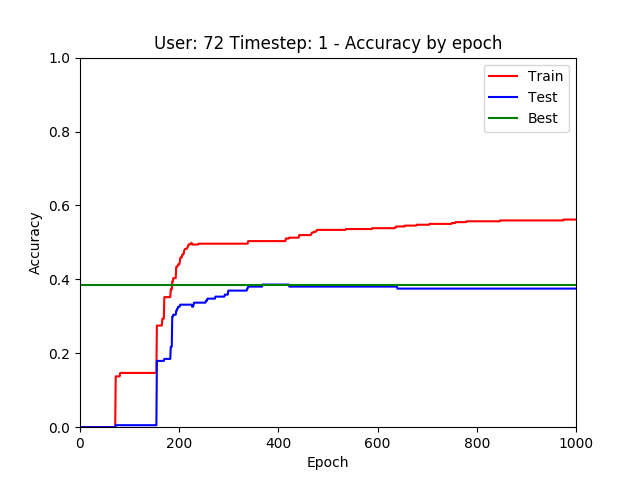 User: 72 Timestep: 1 - Accuracy by epoch
1.0
0.8
0.6
0.4
0.2
0.0
Accuracy
Train
Test
Best
0 200 400 600 800 1000
Epoch